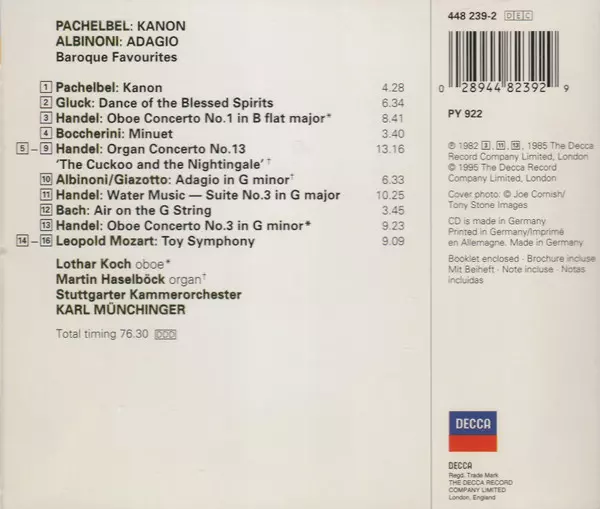 PACHELBEL: KANON
ALBINONI: ADAGIO
Baroque Favourites
1 Pachelbel: Kanon 4.28
2 Gluck: Dance of the Blessed Spirits 6.34
3 Handel: Oboe Concerto No.1 in B flat major* 8.41
4 Boccherini: Minuet 3.40
5–9 Handel: Organ Concerto No.13 13.16
'The Cuckoo and the Nightingale'†
10 Albinoni/Giazotto: Adagio in G minor† 6.33
11 Handel: Water Music — Suite No.3 in G major 10.25
12 Bach: Air on the G String 3.45
13 Handel: Oboe Concerto No.3 in G minor* 9.23
14–16 Leopold Mozart: Toy Symphony 9.09
Lothar Koch oboe*
Martin Haselböck organ†
Stuttgarter Kammerorchester
KARL MÜNCHINGER
Total timing 76.30 DDD
448 239-2 DEC
0 28944 82392 9
PY 922
℗ 1982 3, 11, 13, 1985 The Decca
Record Company Limited, London
© 1995 The Decca Record
Company Limited, London
Cover photo: © Joe Cornish/
Tony Stone Images
CD is made in Germany
Printed in Germany/Imprimé
en Allemagne. Made in Germany
Booklet enclosed · Brochure incluse
Mit Beiheft · Note incluse · Notas
incluidas
DECCA
DECCA
Regd. Trade Mark
THE DECCA RECORD
COMPANY LIMITED
London, England